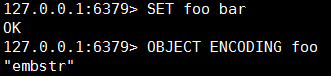 127.0.0.1:6379> SET foo bar
OK
127.0.0.1:6379> OBJECT ENCODING foo
"embstr"